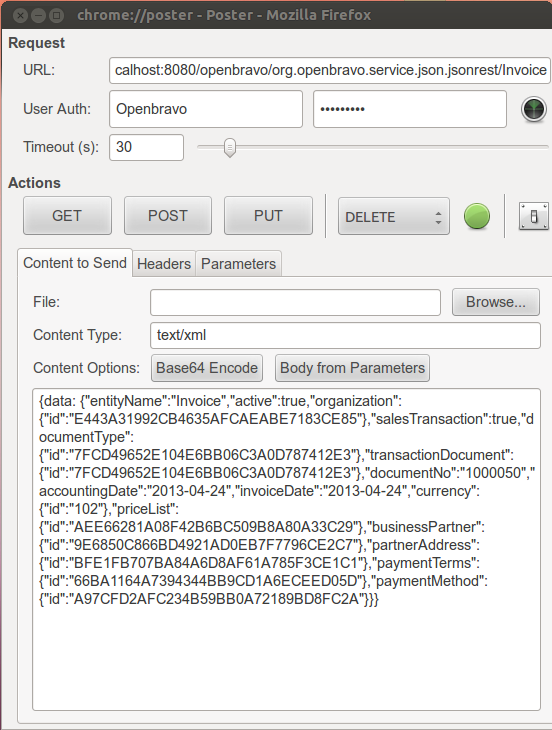 chrome://poster - Poster - Mozilla Firefox
Request
URL: calhost:8080/openbravo/org.openbravo.service.json.jsonrest/Invoice
User Auth: Openbravo •••••••••
Timeout (s): 30
Actions
GET POST PUT DELETE
Content to Send Headers Parameters
File: Browse...
Content Type: text/xml
Content Options: Base64 Encode Body from Parameters
{data: {"entityName":"Invoice","active":true,"organization":
{"id":"E443A31992CB4635AFCAEABE7183CE85"},"salesTransaction":true,"d
ocumentType":
{"id":"7FCD49652E104E6BB06C3A0D787412E3"},"transactionDocument":
{"id":"7FCD49652E104E6BB06C3A0D787412E3"},"documentNo":"1000050","
accountingDate":"2013-04-24","invoiceDate":"2013-04-24","currency":
{"id":"102"},"priceList":
{"id":"AEE66281A08F42B6BC509B8A80A33C29"},"businessPartner":
{"id":"9E6850C866BD4921AD0EB7F7796CE2C7"},"partnerAddress":
{"id":"BFE1FB707BA84A6D8AF61A785F3CE1C1"},"paymentTerms":
{"id":"66BA1164A7394344BB9CD1A6ECEED05D"},"paymentMethod":
{"id":"A97CFD2AFC234B59BB0A72189BD8FC2A"}}}